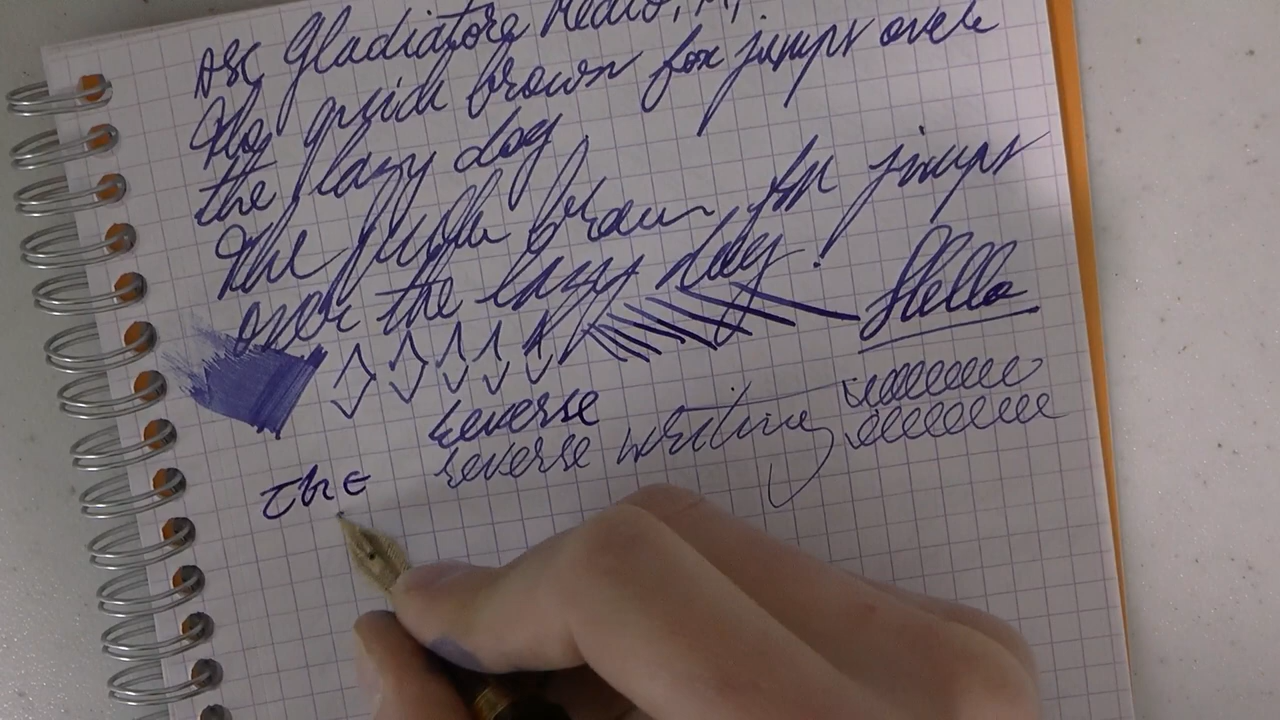 ASC Gladiatore Medio, M,
The quick brown fox jumps over
the lazy dog
The quick brown fox jumps
over the lazy dog!
Hello
reverse
reverse writing
the